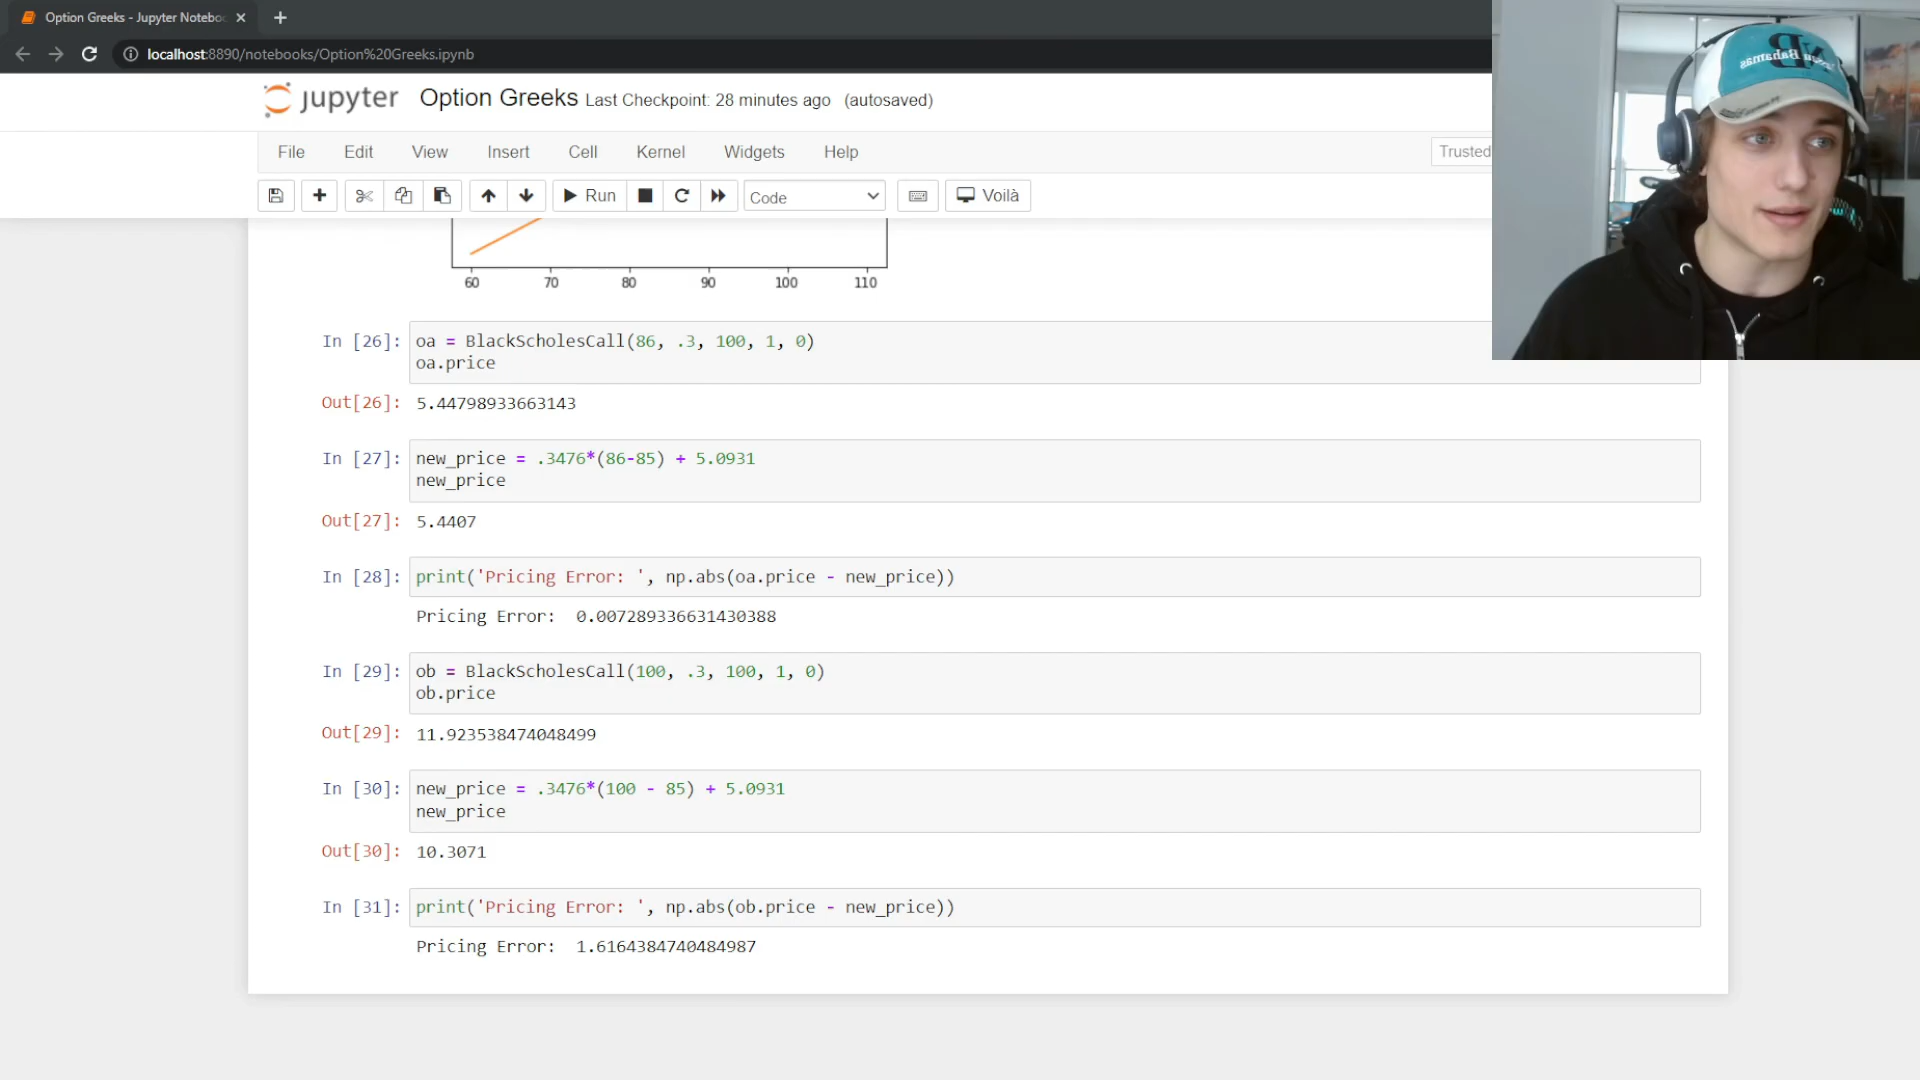 Option Greeks - Jupyter Notebo
localhost:8890/notebooks/Option%20Greeks.ipynb
jupyter Option Greeks Last Checkpoint: 28 minutes ago (autosaved)
File Edit View Insert Cell Kernel Widgets Help Trusted
Run Code Voilà
60 70 80 90 100 110
In [26]: oa = BlackScholesCall(86, .3, 100, 1, 0)
oa.price
Out[26]: 5.44798933663143
In [27]: new_price = .3476*(86-85) + 5.0931
new_price
Out[27]: 5.4407
In [28]: print('Pricing Error: ', np.abs(oa.price - new_price))
Pricing Error:  0.007289336631430388
In [29]: ob = BlackScholesCall(100, .3, 100, 1, 0)
ob.price
Out[29]: 11.923538474048499
In [30]: new_price = .3476*(100 - 85) + 5.0931
new_price
Out[30]: 10.3071
In [31]: print('Pricing Error: ', np.abs(ob.price - new_price))
Pricing Error:  1.6164384740484987